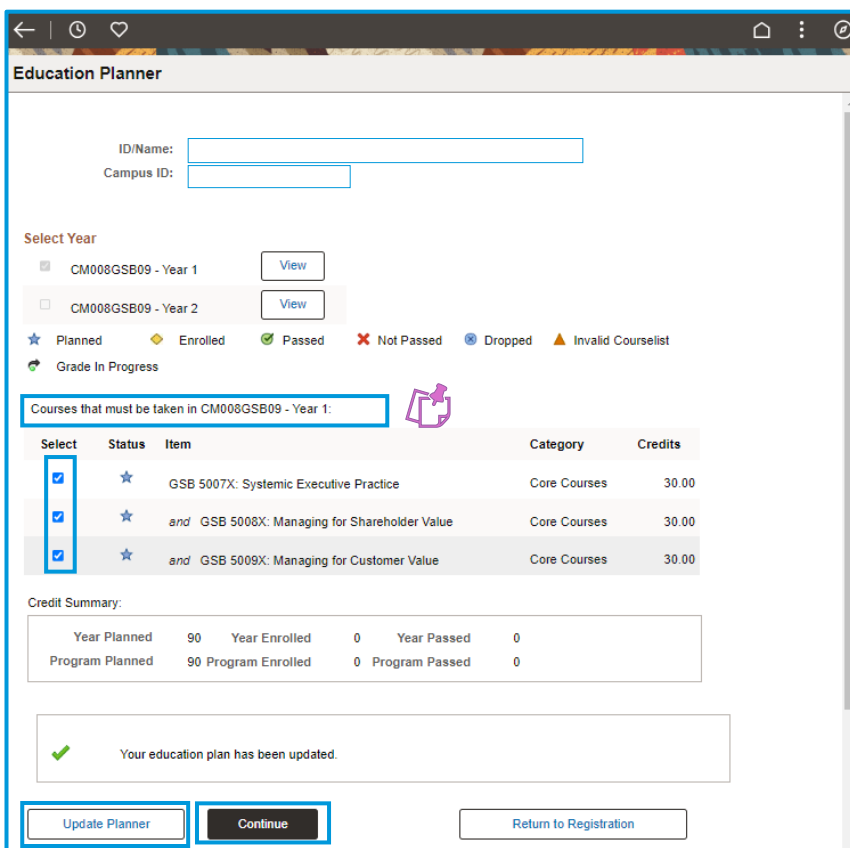 Education Planner
ID/Name:
Campus ID:
Select Year
CM008GSB09 - Year 1 View
CM008GSB09 - Year 2 View
Planned Enrolled Passed Not Passed Dropped Invalid Courselist
Grade In Progress
Courses that must be taken in CM008GSB09 - Year 1:
Select Status Item Category Credits
GSB 5007X: Systemic Executive Practice Core Courses 30.00
and GSB 5008X: Managing for Shareholder Value Core Courses 30.00
and GSB 5009X: Managing for Customer Value Core Courses 30.00
Credit Summary:
Year Planned 90 Year Enrolled 0 Year Passed 0
Program Planned 90 Program Enrolled 0 Program Passed 0
Your education plan has been updated.
Update Planner Continue Return to Registration